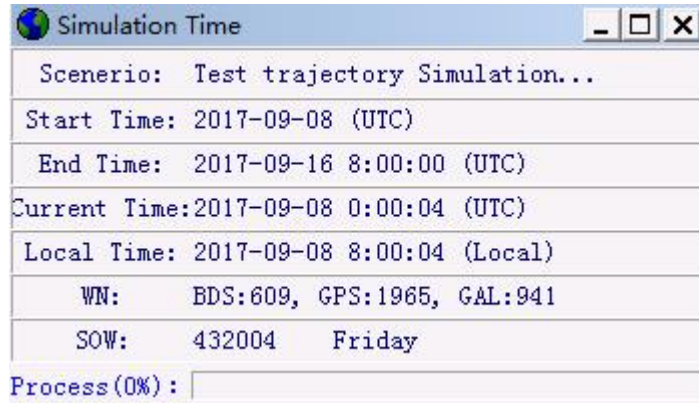 Simulation Time
Scenerio: Test trajectory Simulation...
Start Time: 2017-09-08 (UTC)
End Time: 2017-09-16 8:00:00 (UTC)
Current Time:2017-09-08 0:00:04 (UTC)
Local Time: 2017-09-08 8:00:04 (Local)
WN: BDS:609, GPS:1965, GAL:941
SOW: 432004 Friday
Process(0%):